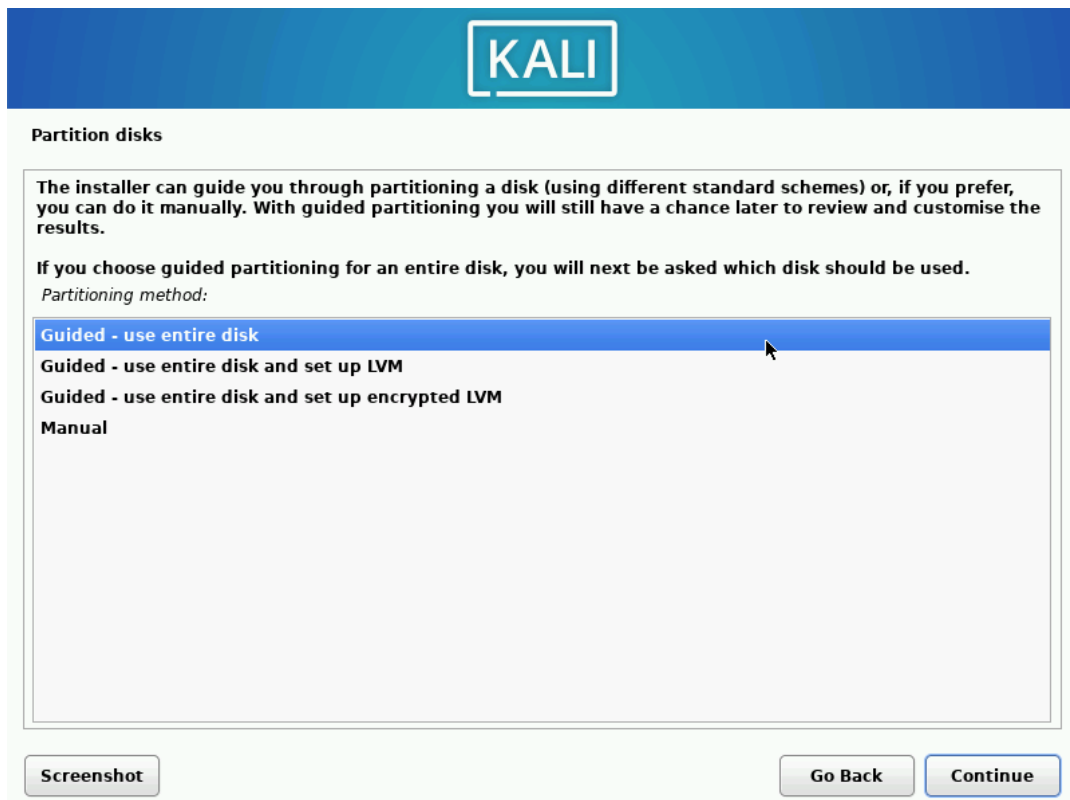 KALI
Partition disks
The installer can guide you through partitioning a disk (using different standard schemes) or, if you prefer,
you can do it manually. With guided partitioning you will still have a chance later to review and customise the
results.
If you choose guided partitioning for an entire disk, you will next be asked which disk should be used.
Partitioning method:
Guided - use entire disk
Guided - use entire disk and set up LVM
Guided - use entire disk and set up encrypted LVM
Manual
Screenshot
Go Back
Continue